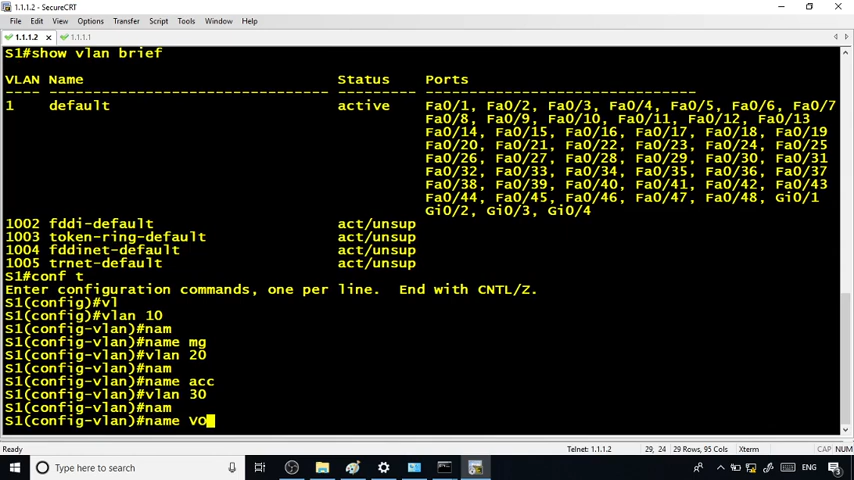 1.1.1.2 - SecureCRT
File Edit View Options Transfer Script Tools Window Help
1.1.1.2 1.1.1.1
S1#show vlan brief
VLAN Name Status Ports
---- -------------------------------- --------- -------------------------------
1 default active Fa0/1, Fa0/2, Fa0/3, Fa0/4, Fa0/5, Fa0/6, Fa0/7
Fa0/8, Fa0/9, Fa0/10, Fa0/11, Fa0/12, Fa0/13
Fa0/14, Fa0/15, Fa0/16, Fa0/17, Fa0/18, Fa0/19
Fa0/20, Fa0/21, Fa0/22, Fa0/23, Fa0/24, Fa0/25
Fa0/26, Fa0/27, Fa0/28, Fa0/29, Fa0/30, Fa0/31
Fa0/32, Fa0/33, Fa0/34, Fa0/35, Fa0/36, Fa0/37
Fa0/38, Fa0/39, Fa0/40, Fa0/41, Fa0/42, Fa0/43
Fa0/44, Fa0/45, Fa0/46, Fa0/47, Fa0/48, Gi0/1
Gi0/2, Gi0/3, Gi0/4
1002 fddi-default act/unsup
1003 token-ring-default act/unsup
1004 fddinet-default act/unsup
1005 trnet-default act/unsup
S1#conf t
Enter configuration commands, one per line. End with CNTL/Z.
S1(config)#vl
S1(config)#vlan 10
S1(config-vlan)#nam
S1(config-vlan)#name mg
S1(config-vlan)#vlan 20
S1(config-vlan)#nam
S1(config-vlan)#name acc
S1(config-vlan)#vlan 30
S1(config-vlan)#nam
S1(config-vlan)#name VO
Ready Telnet: 1.1.1.2 29, 24 29 Rows, 95 Cols Xterm CAP NUM
Type here to search ENG 3